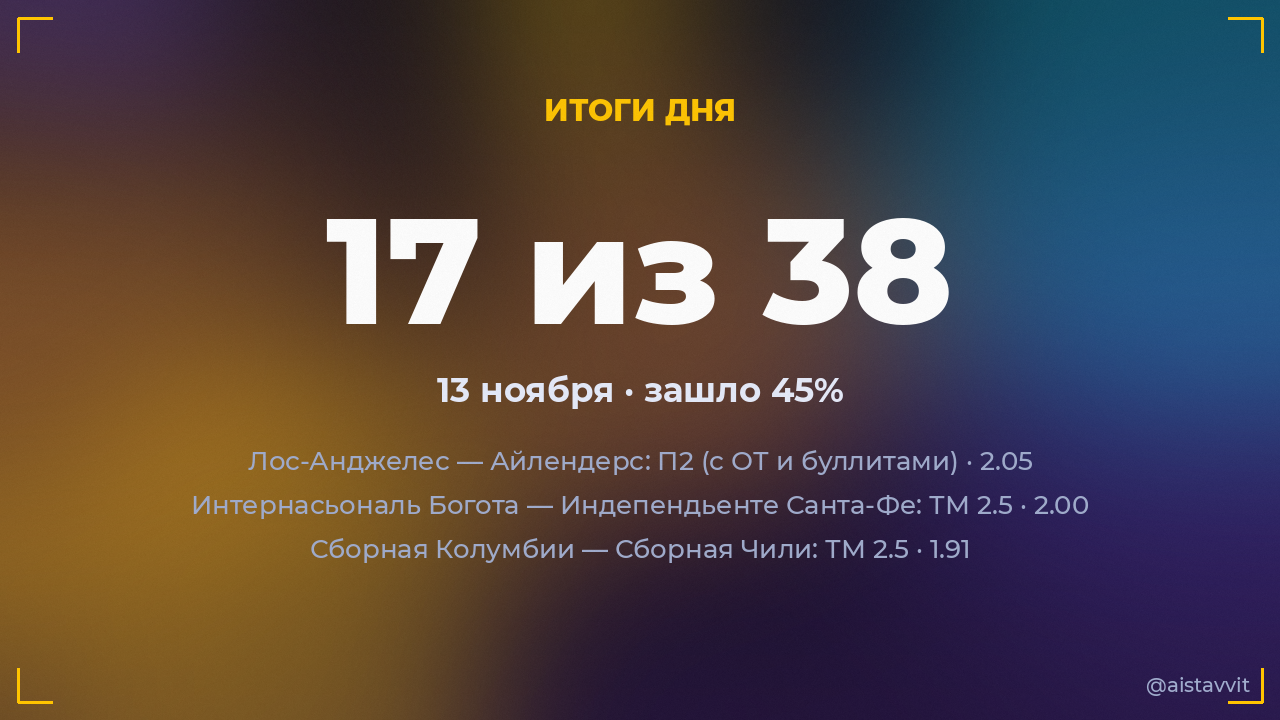 ИТОГИ ДНЯ
17 из 38
13 ноября · зашло 45%
Лос-Анджелес — Айлендерс: П2 (с ОТ и буллитами) · 2.05
Интернасьональ Богота — Индепендьенте Санта-Фе: ТМ 2.5 · 2.00
Сборная Колумбии — Сборная Чили: ТМ 2.5 · 1.91
@aistavvit